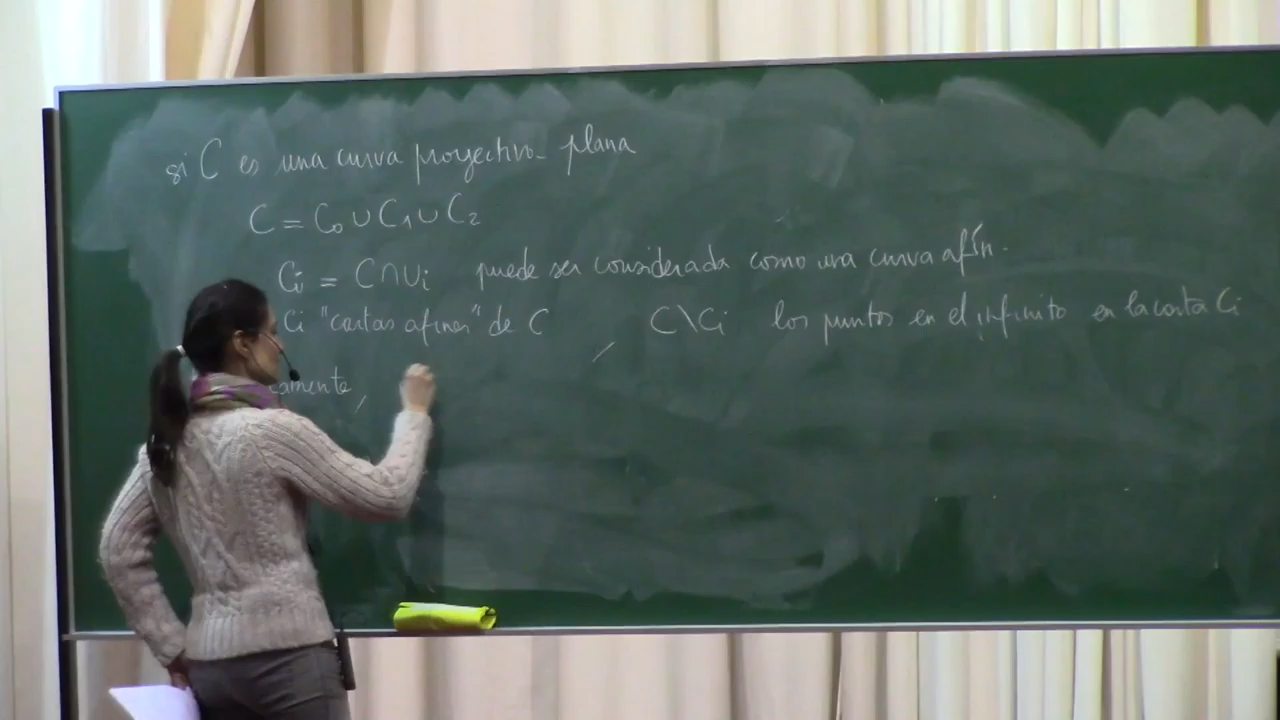 si C es una curva proyectiva plana
C = C₀ ∪ C₁ ∪ C₂
Cᵢ = C∩Uᵢ puede ser considerada como una curva afín.
Cᵢ "cartas afines" de C C\Cᵢ los puntos en el infinito en la carta Cᵢ
camente,